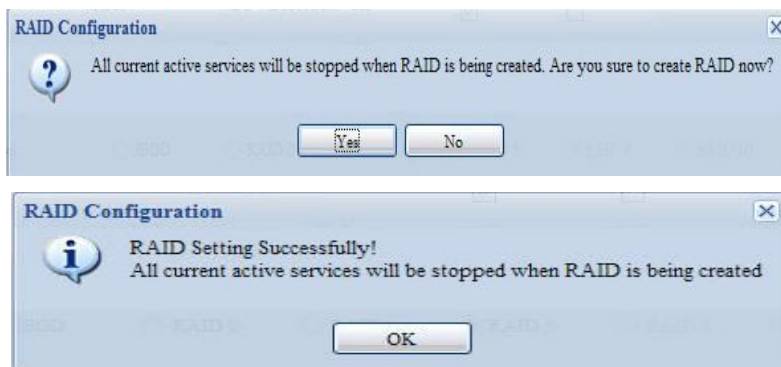 RAID Configuration
All current active services will be stopped when RAID is being created. Are you sure to create RAID now?
Yes No
RAID Configuration
RAID Setting Successfully!
All current active services will be stopped when RAID is being created
OK